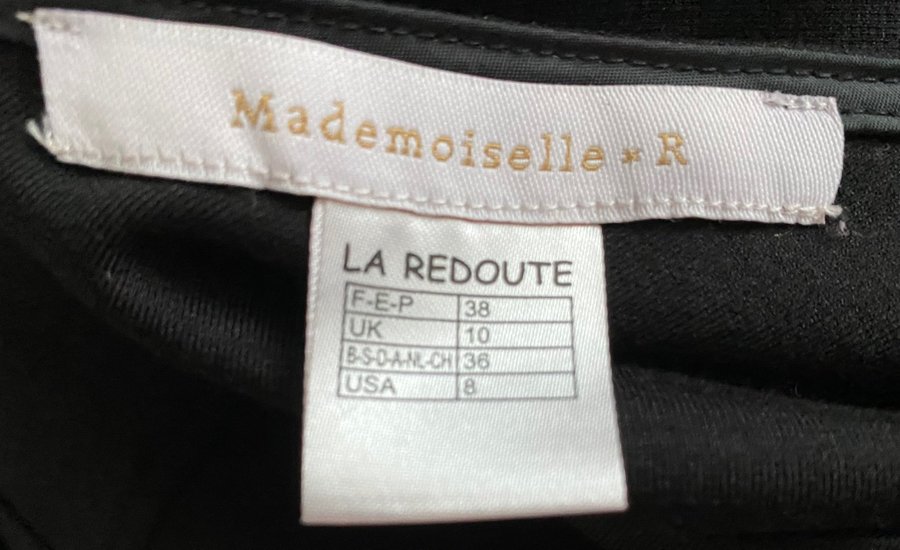 Mademoiselle * R
LA REDOUTE
F-E-P 38
UK 10
B-S-D-A-NL-CH 36
USA 8